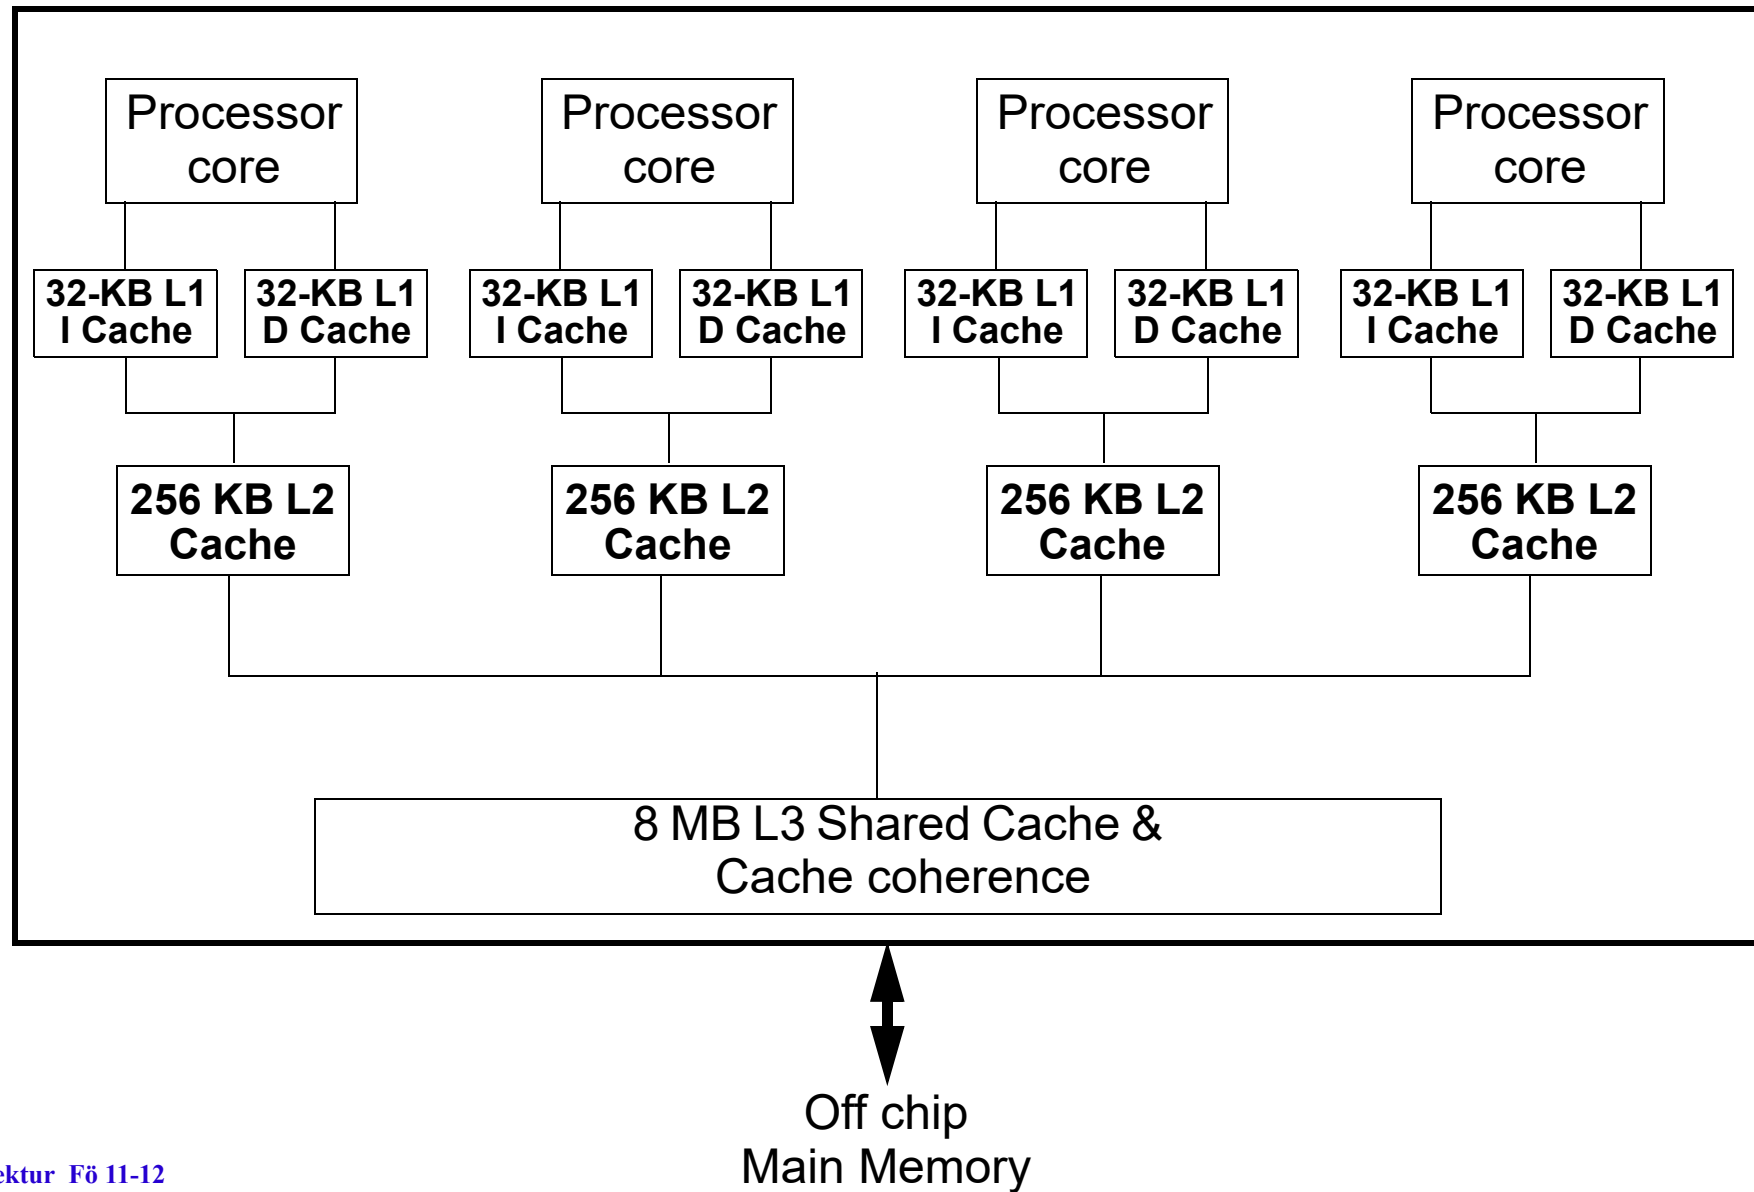 Processor
core
Processor
core
Processor
core
Processor
core
32-KB L1
I Cache
32-KB L1
D Cache
32-KB L1
I Cache
32-KB L1
D Cache
32-KB L1
I Cache
32-KB L1
D Cache
32-KB L1
I Cache
32-KB L1
D Cache
256 KB L2
Cache
256 KB L2
Cache
256 KB L2
Cache
256 KB L2
Cache
8 MB L3 Shared Cache &
Cache coherence
Off chip
Main Memory
ektur Fö 11-12